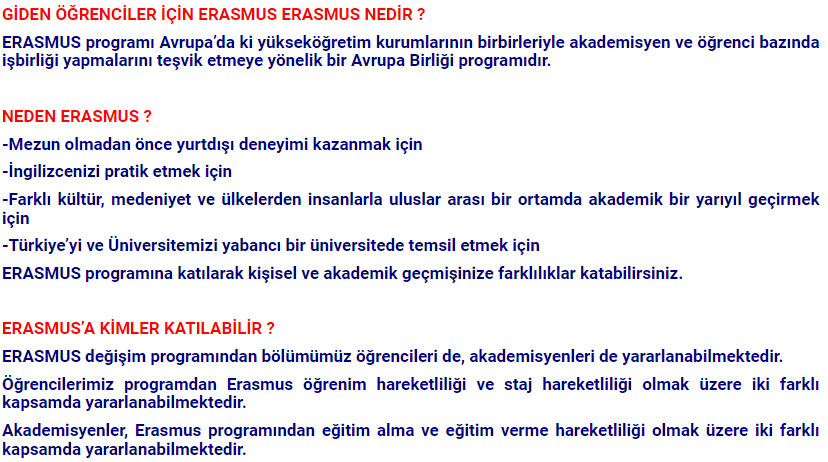 GİDEN ÖĞRENCİLER İÇİN ERASMUS ERASMUS NEDİR ?
ERASMUS programı Avrupa’da ki yükseköğretim kurumlarının birbirleriyle akademisyen ve öğrenci bazında
işbirliği yapmalarını teşvik etmeye yönelik bir Avrupa Birliği programıdır.
NEDEN ERASMUS ?
-Mezun olmadan önce yurtdışı deneyimi kazanmak için
-İngilizcenizi pratik etmek için
-Farklı kültür, medeniyet ve ülkelerden insanlarla uluslar arası bir ortamda akademik bir yarıyıl geçirmek
için
-Türkiye’yi ve Üniversitemizi yabancı bir üniversitede temsil etmek için
ERASMUS programına katılarak kişisel ve akademik geçmişinize farklılıklar katabilirsiniz.
ERASMUS’A KİMLER KATILABİLİR ?
ERASMUS değişim programından bölümümüz öğrencileri de, akademisyenleri de yararlanabilmektedir.
Öğrencilerimiz programdan Erasmus öğrenim hareketliliği ve staj hareketliliği olmak üzere iki farklı
kapsamda yararlanabilmektedir.
Akademisyenler, Erasmus programından eğitim alma ve eğitim verme hareketliliği olmak üzere iki farklı
kapsamda yararlanabilmektedir.